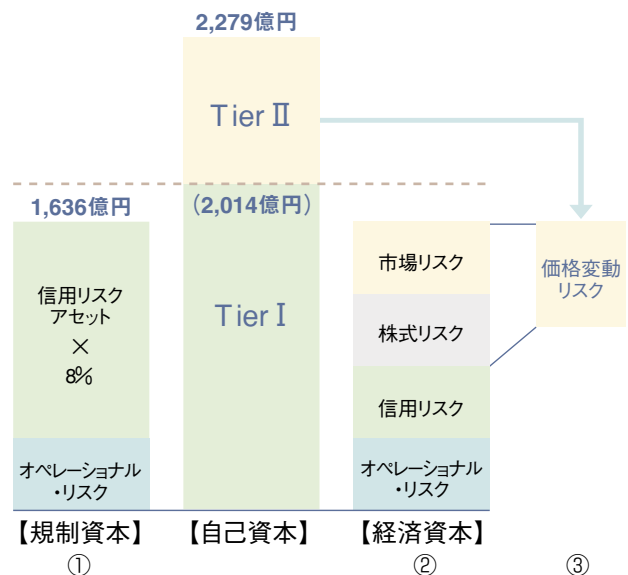 2,279億円
TierⅡ
1,636億円
(2,014億円)
信用リスク
アセット
×
8%
TierⅠ
市場リスク
価格変動
リスク
株式リスク
信用リスク
オペレーショナル
・リスク
オペレーショナル
・リスク
【規制資本】
【自己資本】
【経済資本】
①
②
③